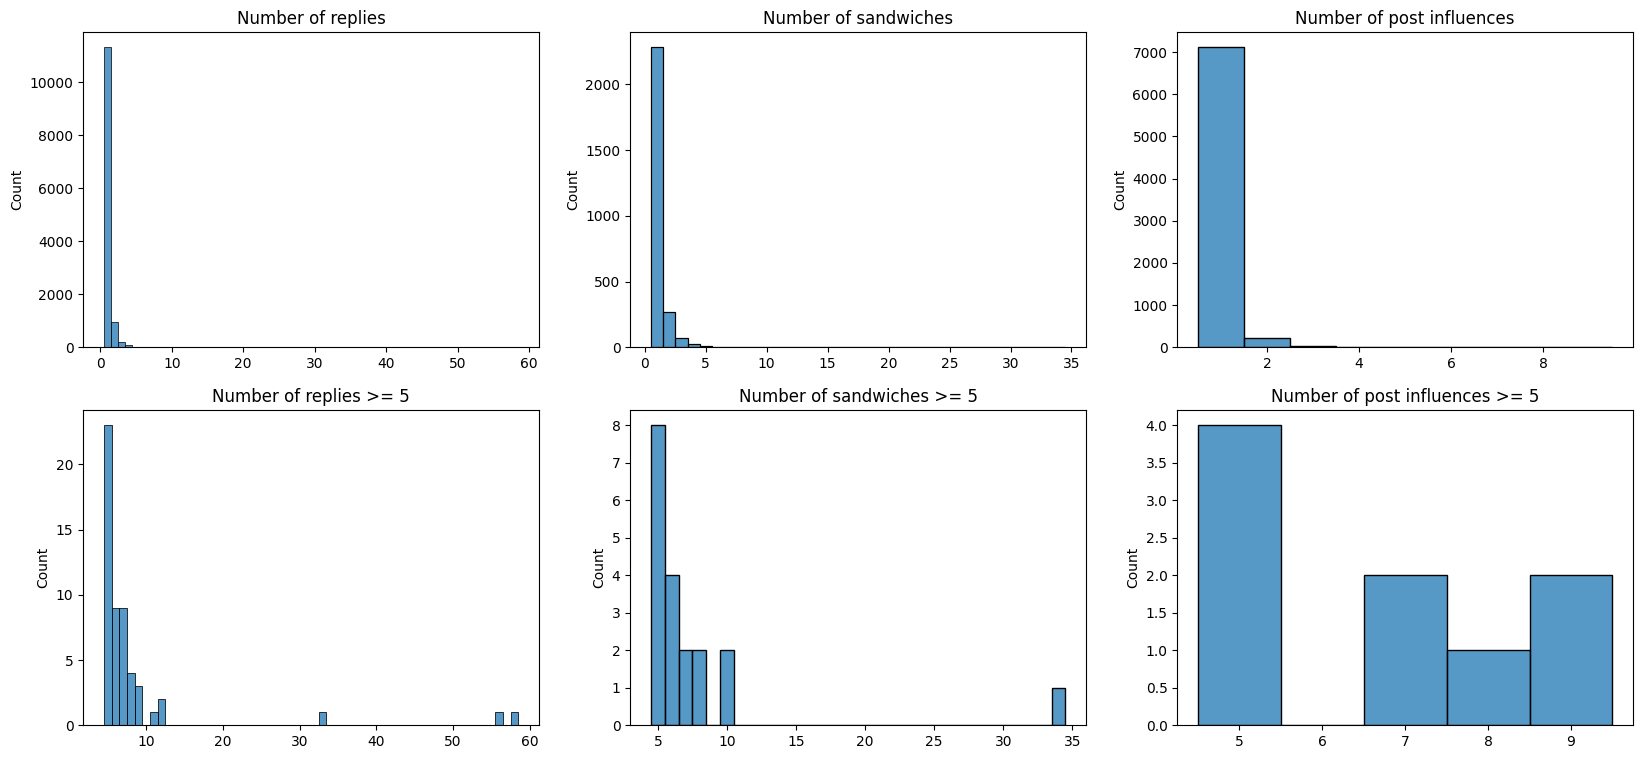 Number of replies
Count
10000
8000
6000
4000
2000
0
0 10 20 30 40 50 60
Number of sandwiches
Count
2000
1500
1000
500
0
0 5 10 15 20 25 30 35
Number of post influences
Count
7000
6000
5000
4000
3000
2000
1000
0
2 4 6 8
Number of replies >= 5
Count
20
15
10
5
0
10 20 30 40 50 60
Number of sandwiches >= 5
Count
8
7
6
5
4
3
2
1
0
5 10 15 20 25 30 35
Number of post influences >= 5
Count
4.0
3.5
3.0
2.5
2.0
1.5
1.0
0.5
0.0
5 6 7 8 9